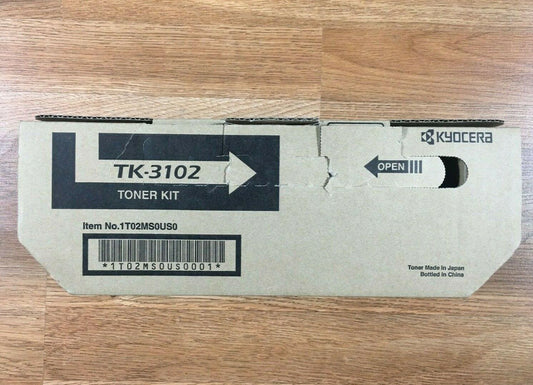 KYOCERA
TK-3102
OPEN
TONER KIT
Item No.1T02MS0US0
*1T02MS0US0001*
Toner Made in Japan
Bottled in China